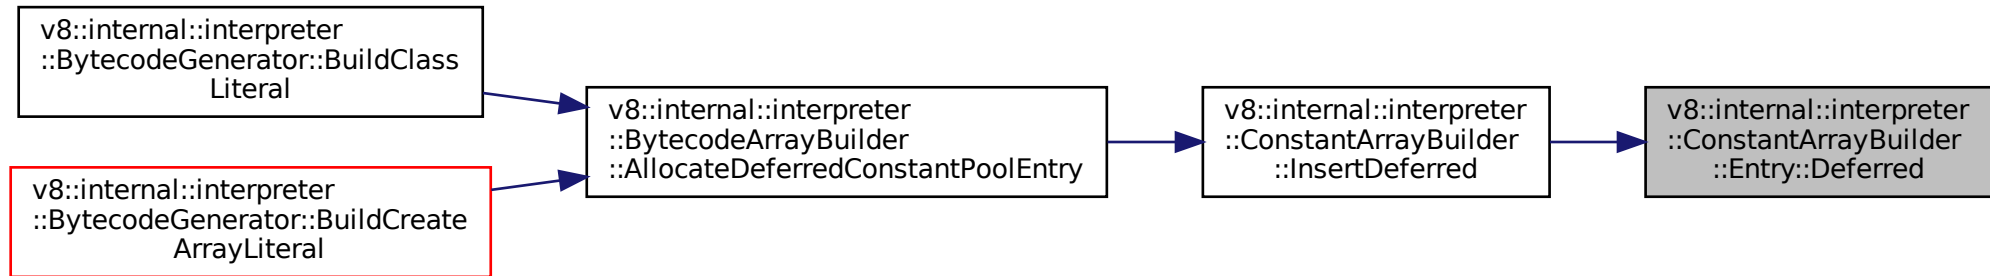 v8::internal::interpreter
::BytecodeGenerator::BuildClass
Literal
v8::internal::interpreter
::BytecodeGenerator::BuildCreate
ArrayLiteral
v8::internal::interpreter
::BytecodeArrayBuilder
::AllocateDeferredConstantPoolEntry
v8::internal::interpreter
::ConstantArrayBuilder
::InsertDeferred
v8::internal::interpreter
::ConstantArrayBuilder
::Entry::Deferred